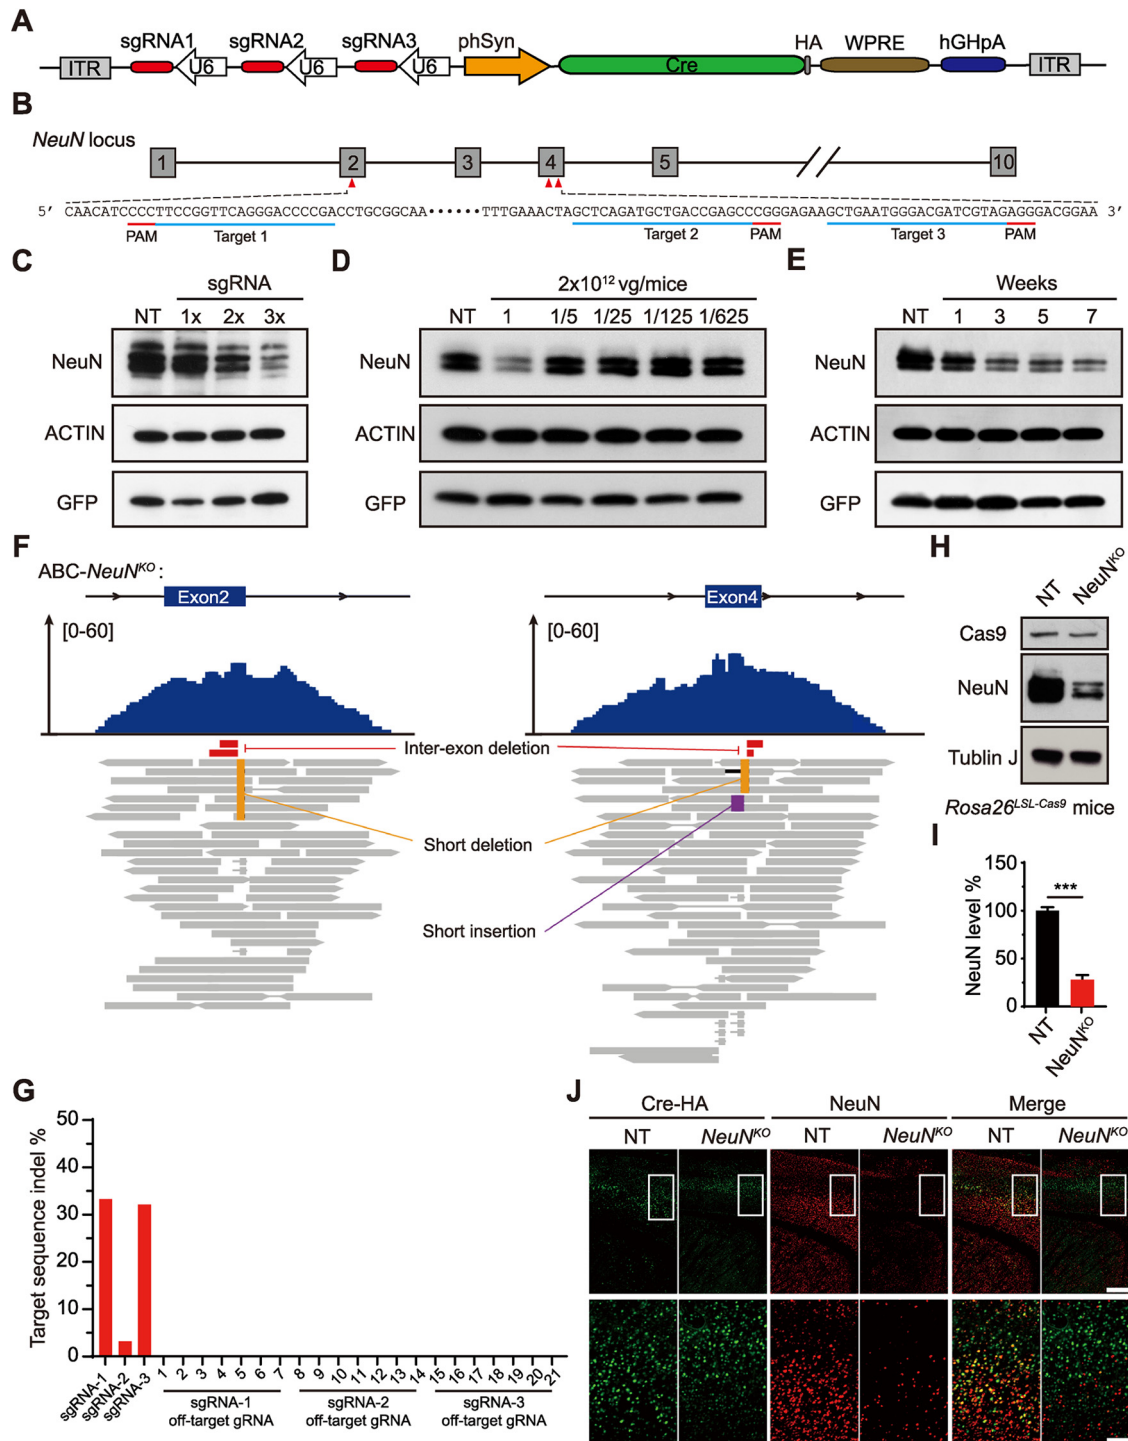 A
sgRNA1 sgRNA2 sgRNA3 phSyn HA WPRE hGHpA
ITR U6 U6 U6 Cre ITR
B
NeuN locus
1 2 3 4 5 10
5' CAACATCCCCTTCCGGTTCAGGGACCCCGACCTGCGGCAA••••••TTTGAAACTAGCTCAGATGCTGACCGAGCCCGGGAGAAGCTGAATGGGACGATCGTAGAGGGACGGAA 3'
PAM Target 1 Target 2 PAM Target 3 PAM
C
sgRNA
NT 1x 2x 3x
NeuN
ACTIN
GFP
D
2x10¹² vg/mice
NT 1 1/5 1/25 1/125 1/625
NeuN
ACTIN
GFP
E
Weeks
NT 1 3 5 7
NeuN
ACTIN
GFP
F
ABC-NeuNᴷᴼ:
Exon2 Exon4
[0-60] [0-60]
Inter-exon deletion
Short deletion
Short insertion
H
NT NeuNᴷᴼ
Cas9
NeuN
Tublin J
Rosa26ᴸˢᴸ⁻ᶜᵃˢ⁹ mice
I
NeuN level %
150
100
50
0
***
NT NeuNᴷᴼ
G
Target sequence indel %
50
40
30
20
10
0
sgRNA-1 sgRNA-2 sgRNA-3 1 2 3 4 5 6 7 8 9 10 11 12 13 14 15 16 17 18 19 20 21
sgRNA-1 sgRNA-2 sgRNA-3
off-target gRNA off-target gRNA off-target gRNA
J
Cre-HA NeuN Merge
NT NeuNᴷᴼ NT NeuNᴷᴼ NT NeuNᴷᴼ